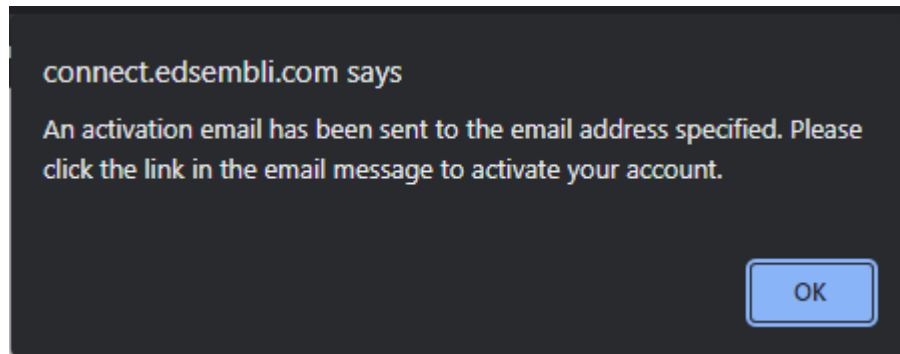 connect.edsembli.com says
An activation email has been sent to the email address specified. Please
click the link in the email message to activate your account.
OK